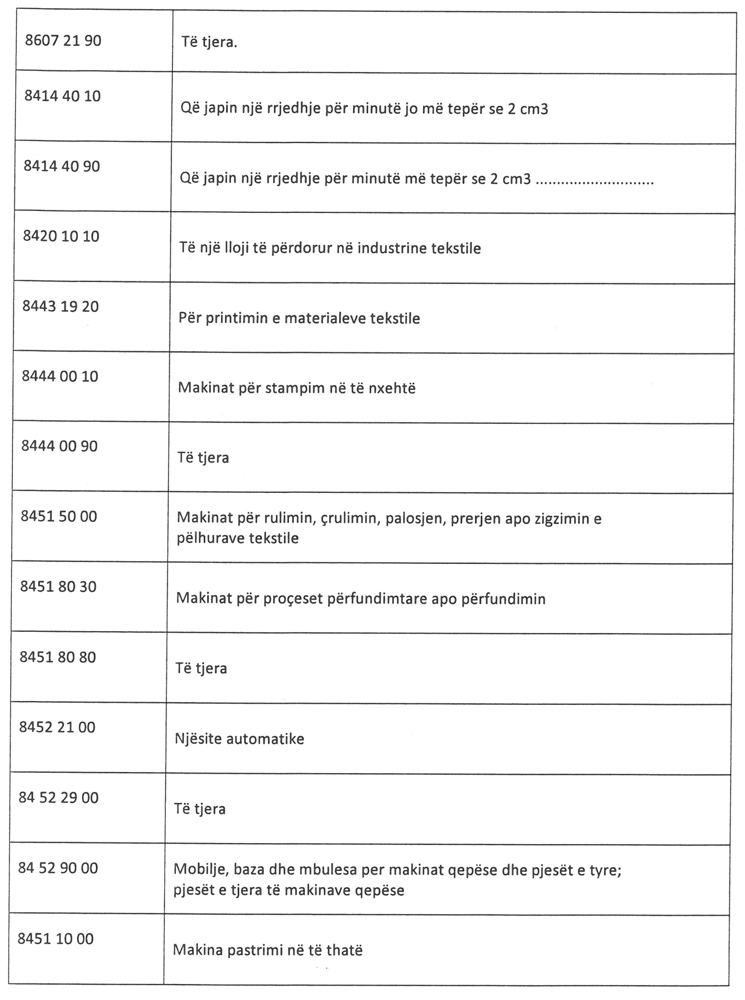 8607 21 90
Të tjera.
8414 40 10
Që japin një rrjedhje për minutë jo më tepër se 2 cm3
8414 40 90
Që japin një rrjedhje për minutë më tepër se 2 cm3 ............................
8420 10 10
Të një lloji të përdorur në industrine tekstile
8443 19 20
Për printimin e materialeve tekstile
8444 00 10
Makinat për stampim në të nxehtë
8444 00 90
Të tjera
8451 50 00
Makinat për rulimin, çrulimin, palosjen, prerjen apo zigzimin e
pëlhurave tekstile
8451 80 30
Makinat për proçeset përfundimtare apo përfundimin
8451 80 80
Të tjera
8452 21 00
Njësite automatike
84 52 29 00
Të tjera
84 52 90 00
Mobilje, baza dhe mbulesa per makinat qepëse dhe pjesët e tyre;
pjesët e tjera të makinave qepëse
8451 10 00
Makina pastrimi në të thatë